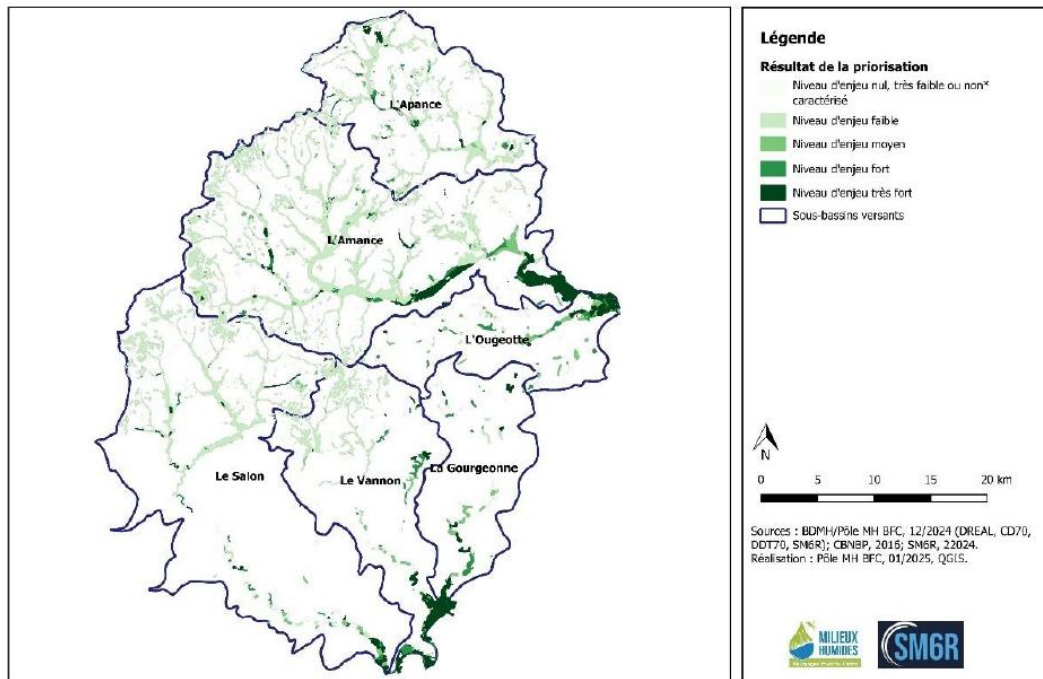 L'Apance
L'Amance
L'Ougeotte
Le Salon
Le Vannon
La Gourgeonne
Légende
Résultat de la priorisation
Niveau d'enjeu nul, très faible ou non*
caractérisé
Niveau d'enjeu faible
Niveau d'enjeu moyen
Niveau d'enjeu fort
Niveau d'enjeu très fort
Sous-bassins versants
N
0 5 10 15 20 km
Sources : BDMH/Pôle MH BFC, 12/2024 (DREAL, CD70,
DDT70, SM6R); CBNBP, 2016; SM6R, 22024.
Réalisation : Pôle MH BFC, 01/2025, QGIS.
MILIEUX
HUMIDES
SM6R